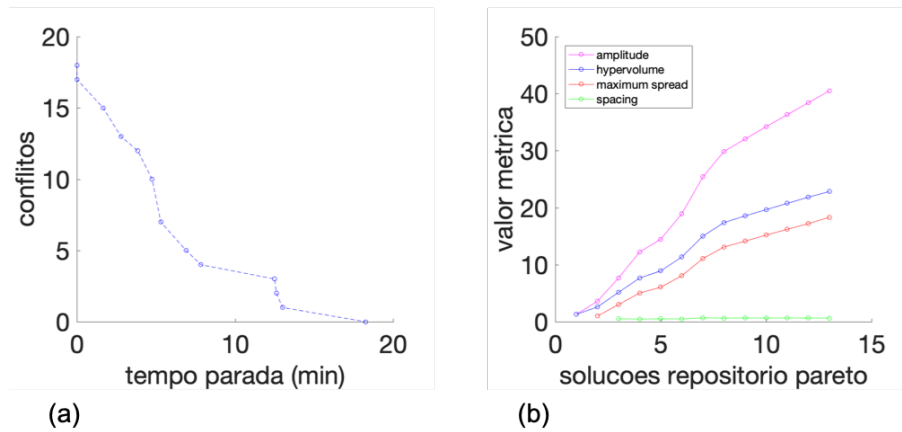 20
15
10
5
0
conflitos
0
10
20
tempo parada (min)
(a)
50
40
30
20
10
0
valor metrica
amplitude
hypervolume
maximum spread
spacing
0
5
10
15
solucoes repositorio pareto
(b)